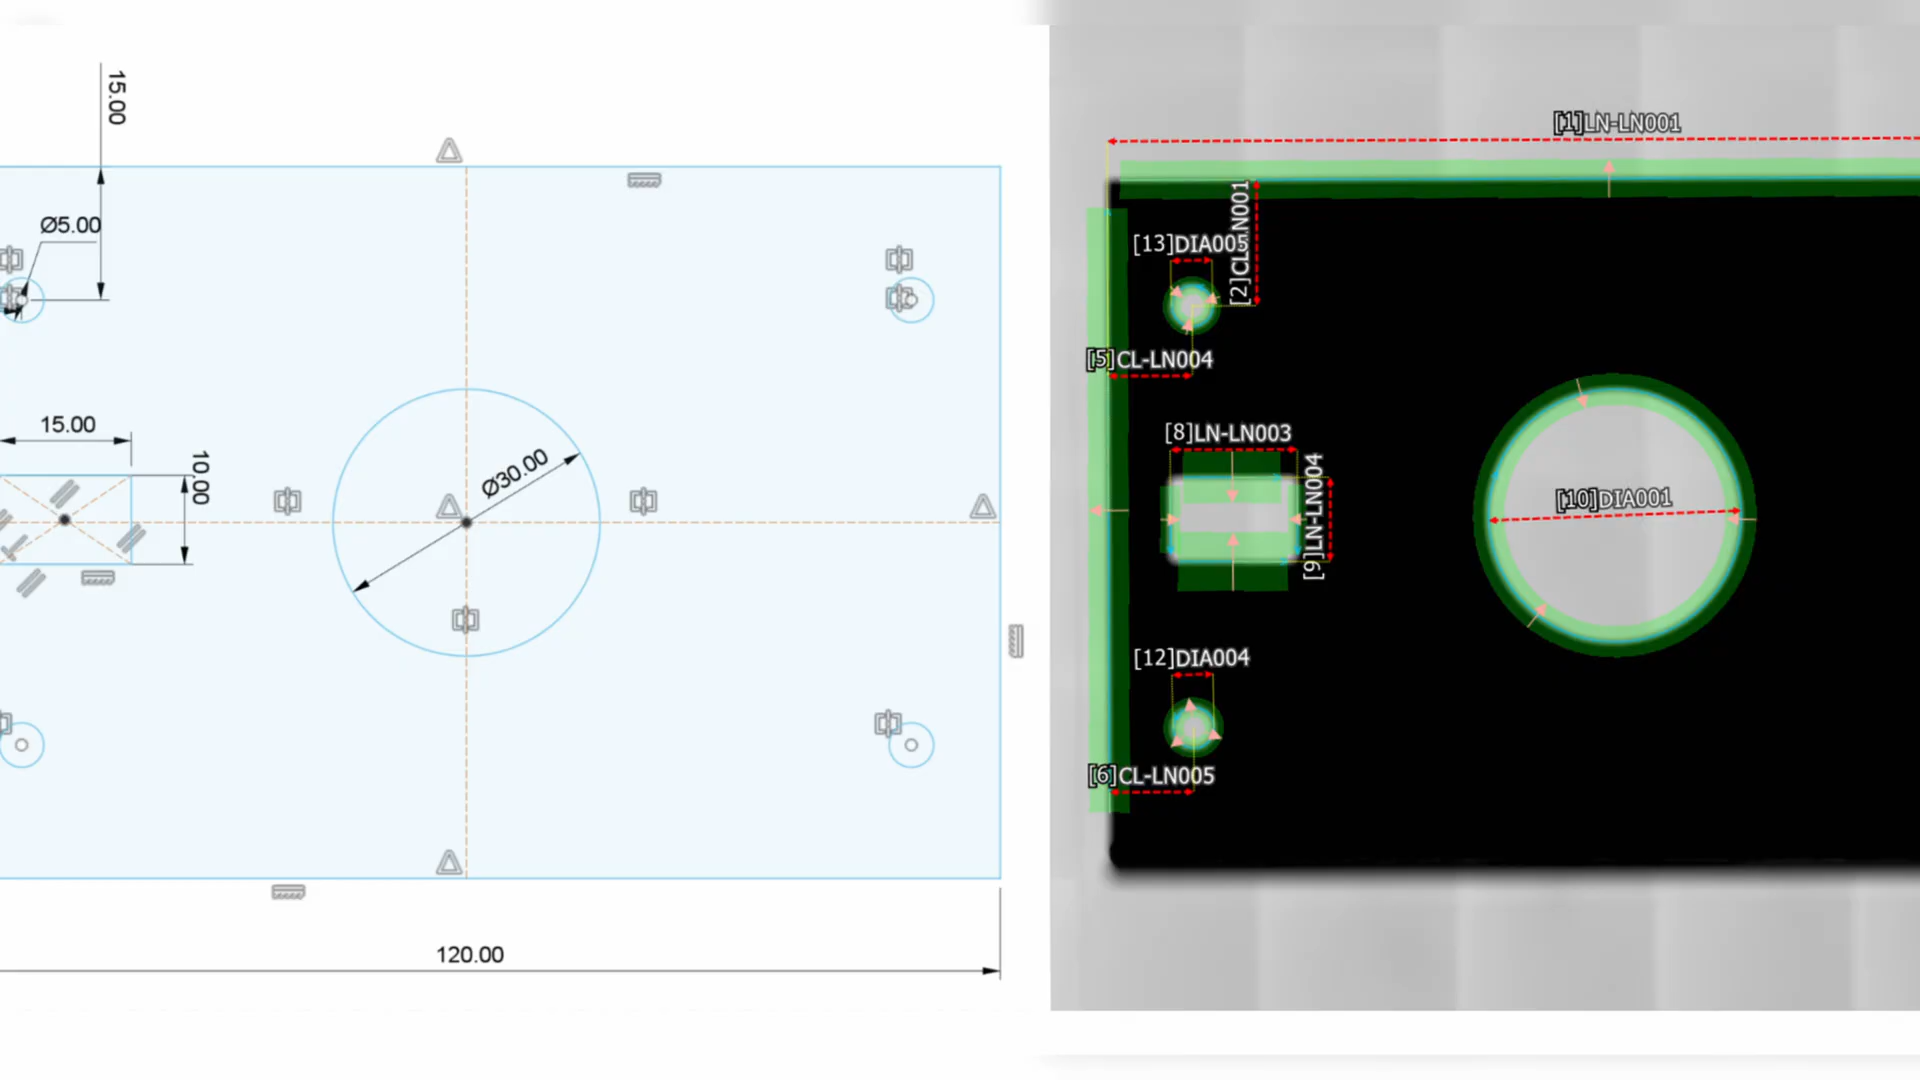 15.00
Ø5.00
15.00
10.00
Ø30.00
120.00
[1]LN-LN001
[2]CL-LN001
[13]DIA005
[5]CL-LN004
[8]LN-LN003
[9]LN-LN004
[10]DIA001
[12]DIA004
[6]CL-LN005